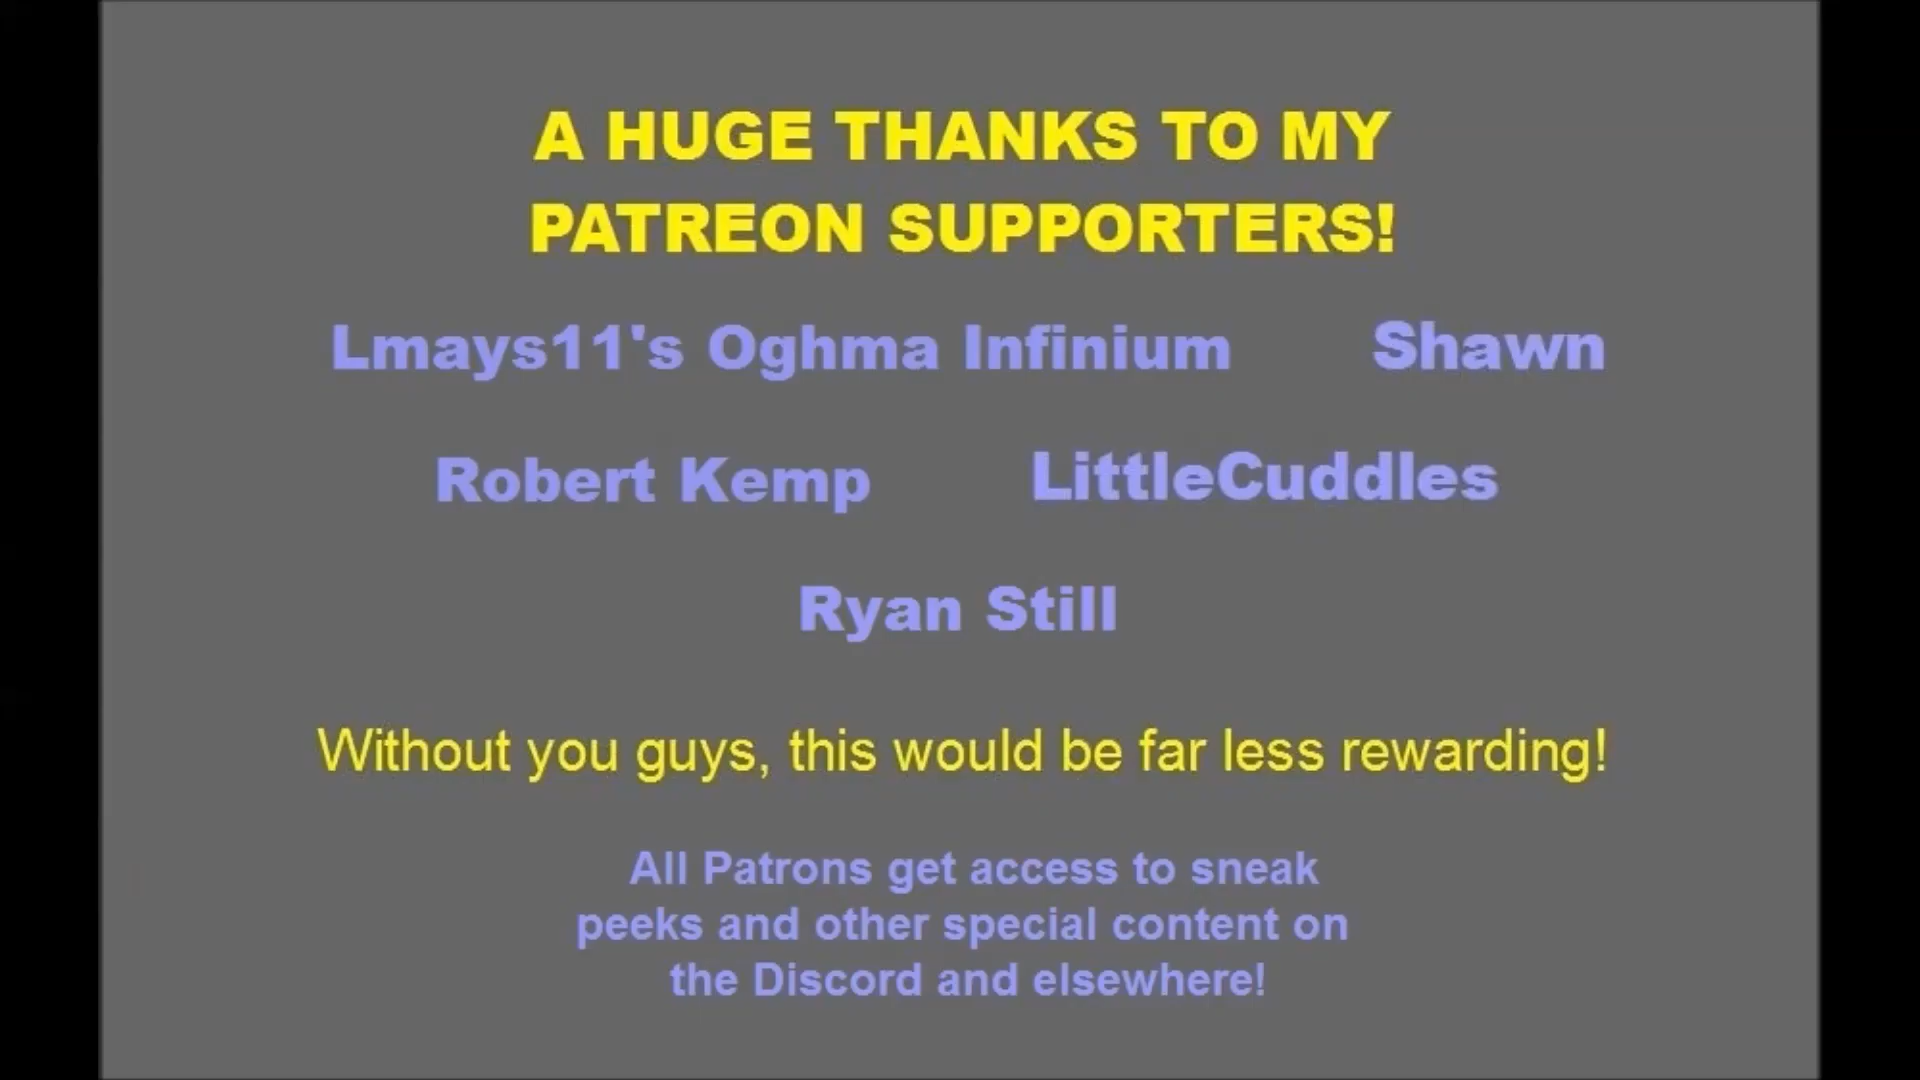 A HUGE THANKS TO MY
PATREON SUPPORTERS!
Lmays11's Oghma Infinium Shawn
Robert Kemp LittleCuddles
Ryan Still
Without you guys, this would be far less rewarding!
All Patrons get access to sneak
peeks and other special content on
the Discord and elsewhere!